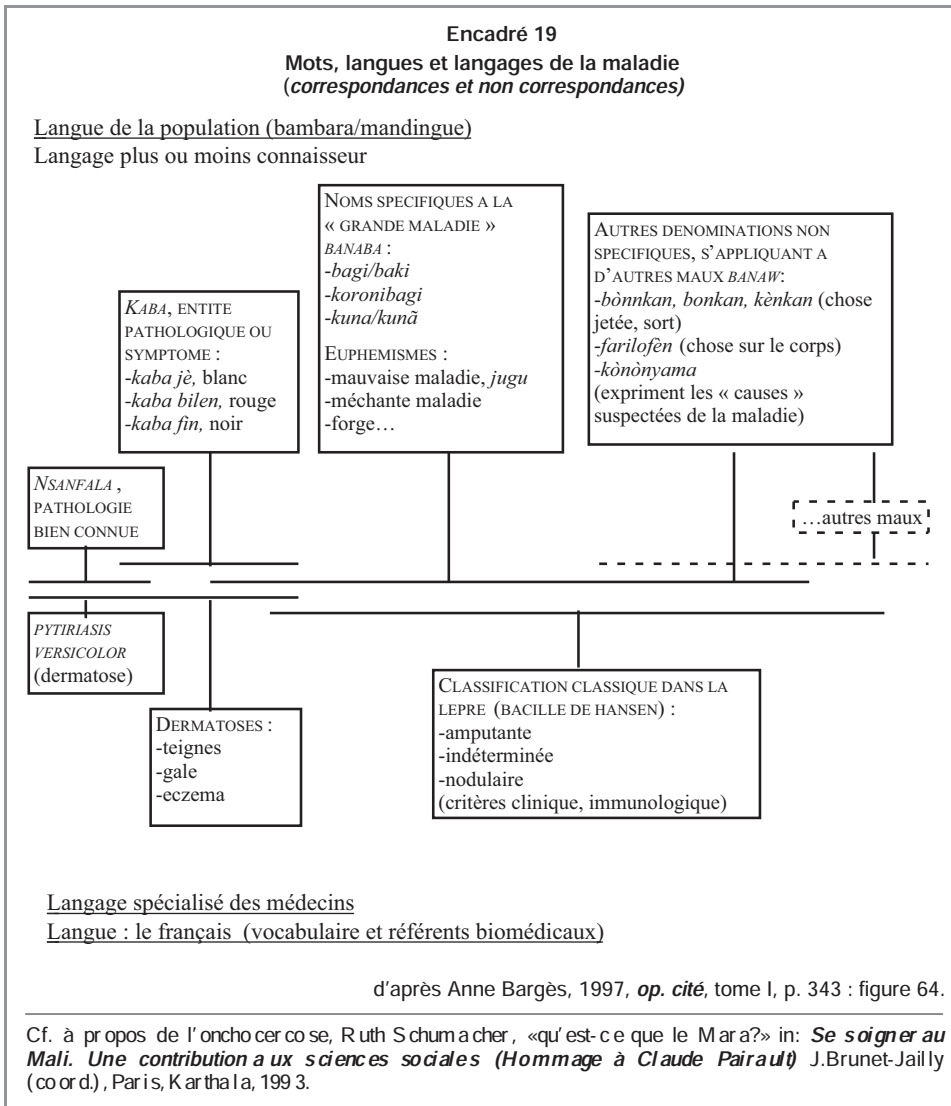 Encadré 19
Mots, langues et langages de la maladie
(correspondances et non correspondances)
Langue de la population (bambara/mandingue)
Langage plus ou moins connaisseur
NOMS SPECIFIQUES A LA
« GRANDE MALADIE »
BANABA :
-bagi/baki
-koronibagi
-kuna/kunã
EUPHEMISMES :
-mauvaise maladie, jugu
-méchante maladie
-forge…
AUTRES DENOMINATIONS NON
SPECIFIQUES, S'APPLIQUANT A
D'AUTRES MAUX BANAW:
-bònnkan, bonkan, kènkan (chose
jetée, sort)
-farilofèn (chose sur le corps)
-kònònyama
(expriment les « causes »
suspectées de la maladie)
KABA, ENTITE
PATHOLOGIQUE OU
SYMPTOME :
-kaba jè, blanc
-kaba bilen, rouge
-kaba fin, noir
NSANFALA ,
PATHOLOGIE
BIEN CONNUE
…autres maux
PYTIRIASIS
VERSICOLOR
(dermatose)
DERMATOSES :
-teignes
-gale
-eczema
CLASSIFICATION CLASSIQUE DANS LA
LEPRE (BACILLE DE HANSEN) :
-amputante
-indéterminée
-nodulaire
(critères clinique, immunologique)
Langage spécialisé des médecins
Langue : le français (vocabulaire et référents biomédicaux)
d'après Anne Bargès, 1997, op. cité, tome I, p. 343 : figure 64.
Cf. à propos de l'onchocercose, Ruth Schumacher, «qu'est-ce que le Mara?» in: Se soigner au
Mali. Une contribution aux sciences sociales (Hommage à Claude Pairault) J.Brunet-Jailly
(coord.), Paris, Karthala, 1993.